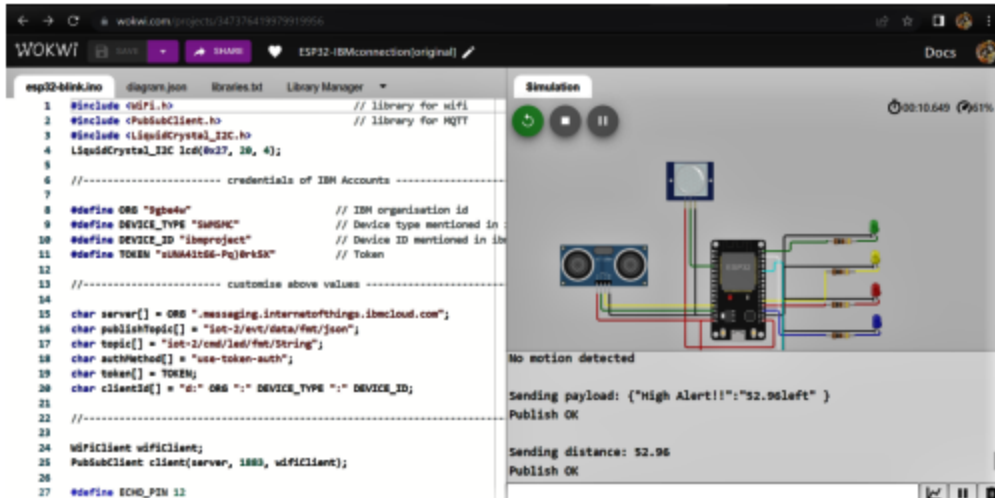 wokwi.com/projects/347376419979919956
WOKWI SAVE SHARE ESP32-IBMconnection[original] Docs
esp32-blink.ino diagram.json libraries.txt Library Manager
1 #include <WiFi.h> // library for wifi
2 #include <PubSubClient.h> // library for MQTT
3 #include <LiquidCrystal_I2C.h>
4 LiquidCrystal_I2C lcd(0x27, 20, 4);
5
6 //----------------------- credentials of IBM Accounts ------------------
7
8 #define ORG "9gbe4w" // IBM organisation id
9 #define DEVICE_TYPE "SWMSMC" // Device type mentioned in
10 #define DEVICE_ID "ibmproject" // Device ID mentioned in ibm
11 #define TOKEN // Token
12
13 //----------------------- customise above values ------------------
14
15 char server[] = ORG ".messaging.internetofthings.ibmcloud.com";
16 char publishTopic[] = "iot-2/evt/data/fmt/json";
17 char topic[] = "iot-2/cmd/led/fmt/String";
18 char authMethod[] = "use-token-auth";
19 char token[] = TOKEN;
20 char clientId[] = "d:" ORG ":" DEVICE_TYPE ":" DEVICE_ID;
21
22 //------------------------------------------------------------
23
24 WiFiClient wifiClient;
25 PubSubClient client(server, 1883, wifiClient);
26
27 #define ECHO_PIN 12
Simulation
00:10.649 61%
ESP32
No motion detected
Sending payload: {"High Alert!!":"52.96left" }
Publish OK
Sending distance: 52.96
Publish OK